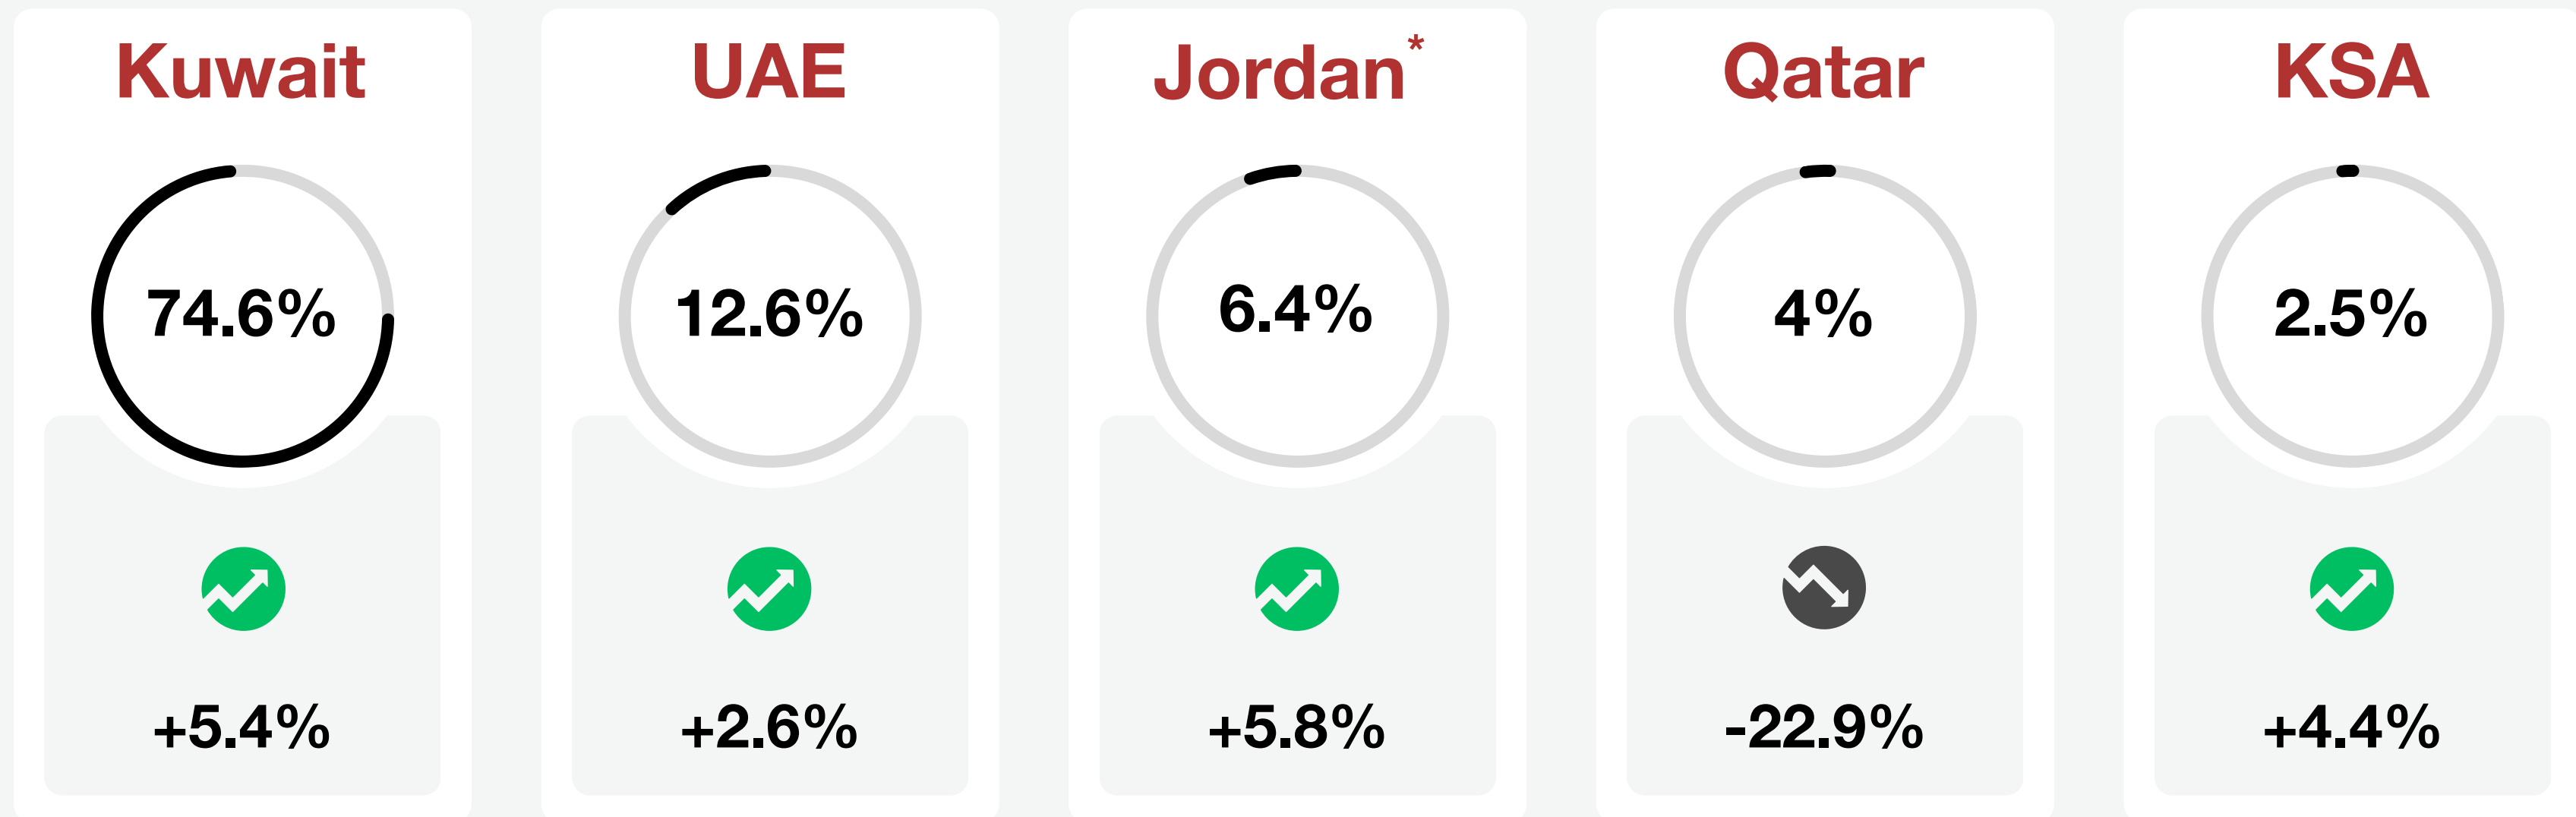 Kuwait
74.6%
+5.4%
UAE
12.6%
+2.6%
Jordan*
6.4%
+5.8%
Qatar
4%
-22.9%
KSA
2.5%
+4.4%